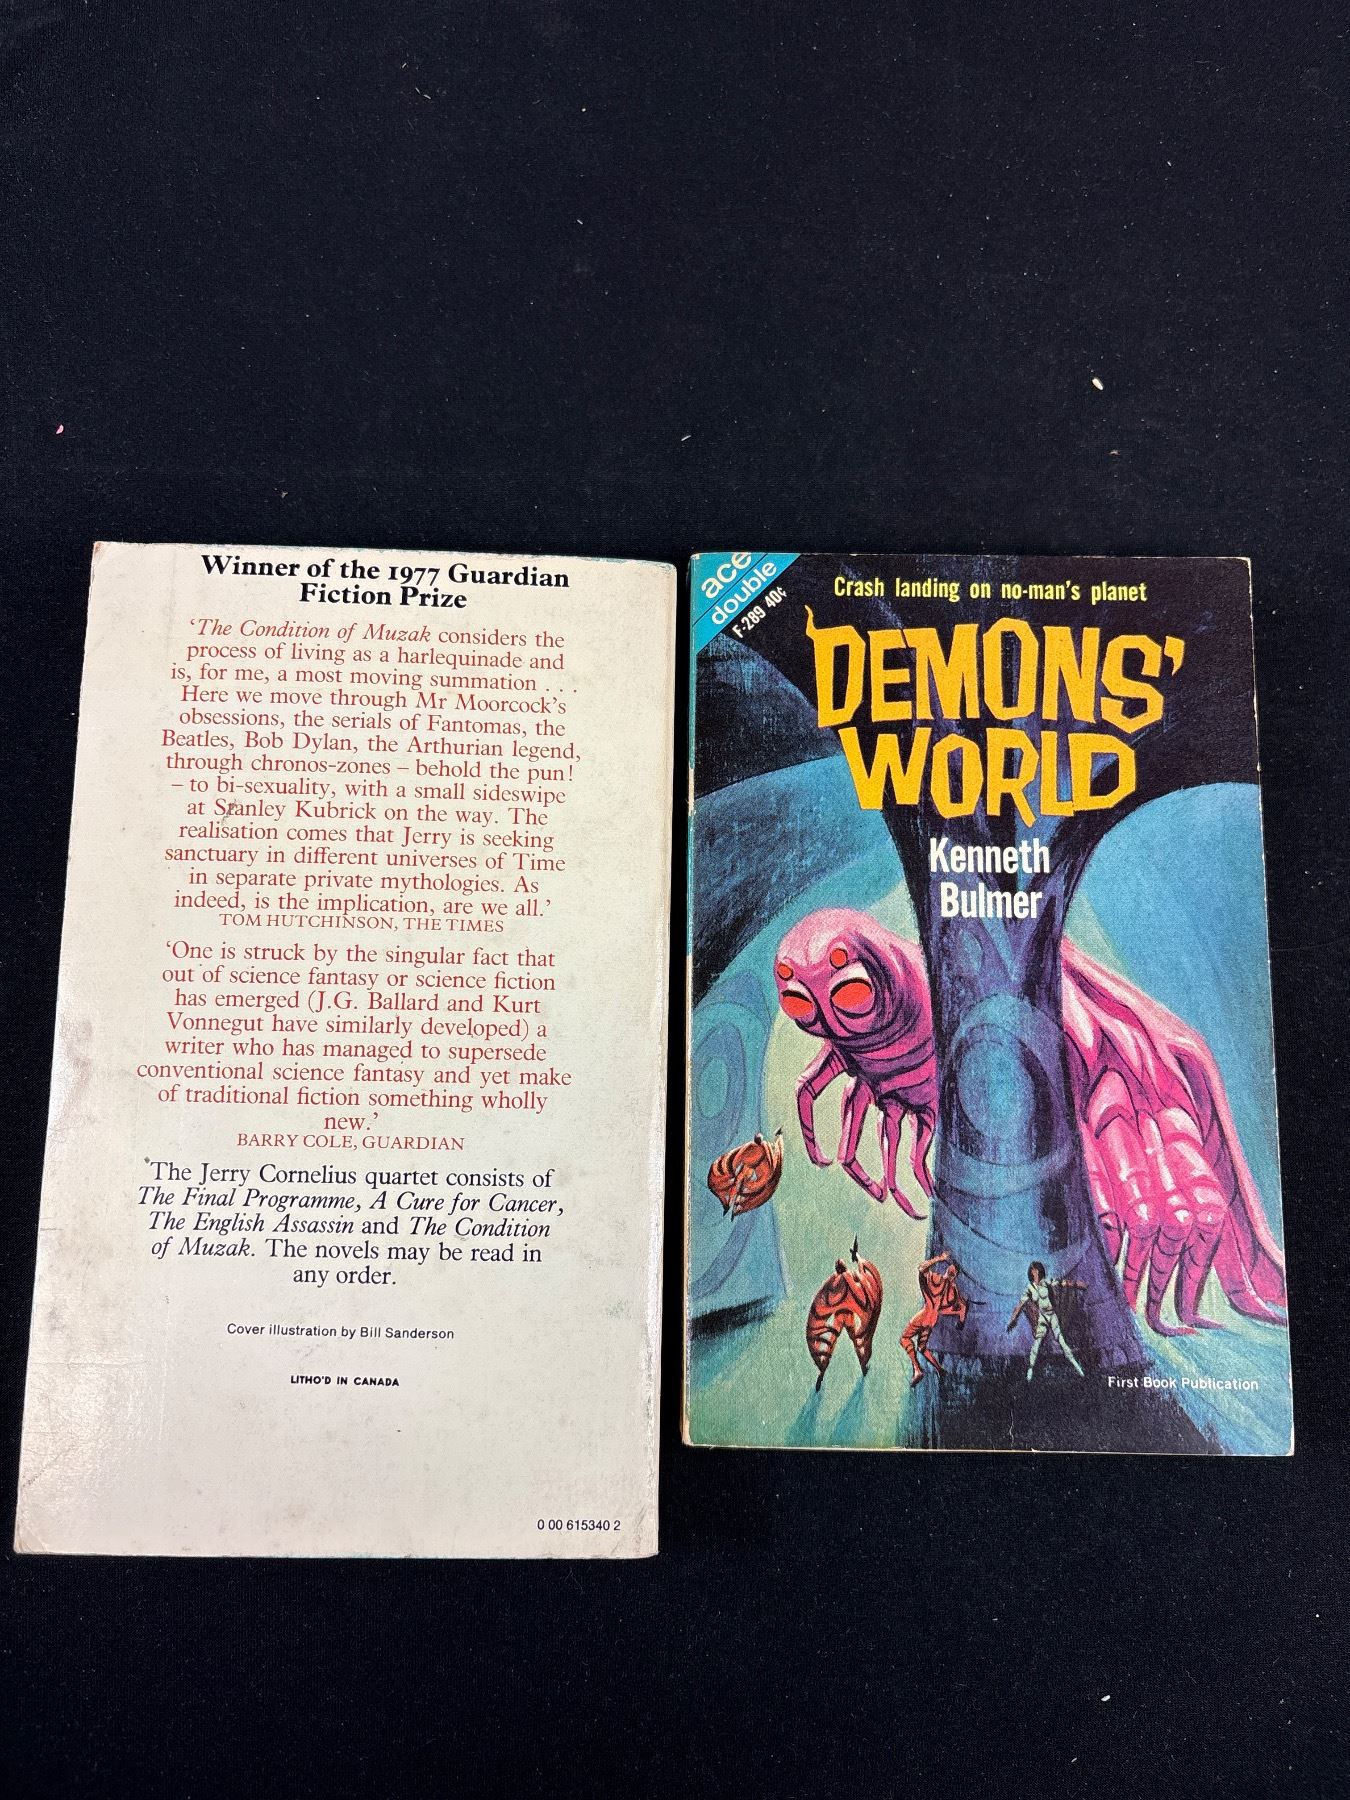 Winner of the 1977 Guardian
Fiction Prize
‘The Condition of Muzak considers the
process of living as a harlequinade and
is, for me, a most moving summation . . .
Here we move through Mr Moorcock’s
obsessions, the serials of Fantomas, the
Beatles, Bob Dylan, the Arthurian legend,
through chronos-zones – behold the pun!
– to bi-sexuality, with a small sideswipe
at Stanley Kubrick on the way. The
realisation comes that Jerry is seeking
sanctuary in different universes of Time
in separate private mythologies. As
indeed, is the implication, are we all.’
TOM HUTCHINSON, THE TIMES
‘One is struck by the singular fact that
out of science fantasy or science fiction
has emerged (J.G. Ballard and Kurt
Vonnegut have similarly developed) a
writer who has managed to supersede
conventional science fantasy and yet make
of traditional fiction something wholly
new.’
BARRY COLE, GUARDIAN
The Jerry Cornelius quartet consists of
The Final Programme, A Cure for Cancer,
The English Assassin and The Condition
of Muzak. The novels may be read in
any order.
Cover illustration by Bill Sanderson
LITHO'D IN CANADA
0 00 615340 2
ace
double
F-289 40¢
Crash landing on no-man's planet
DEMONS'
WORLD
Kenneth
Bulmer
First Book Publication